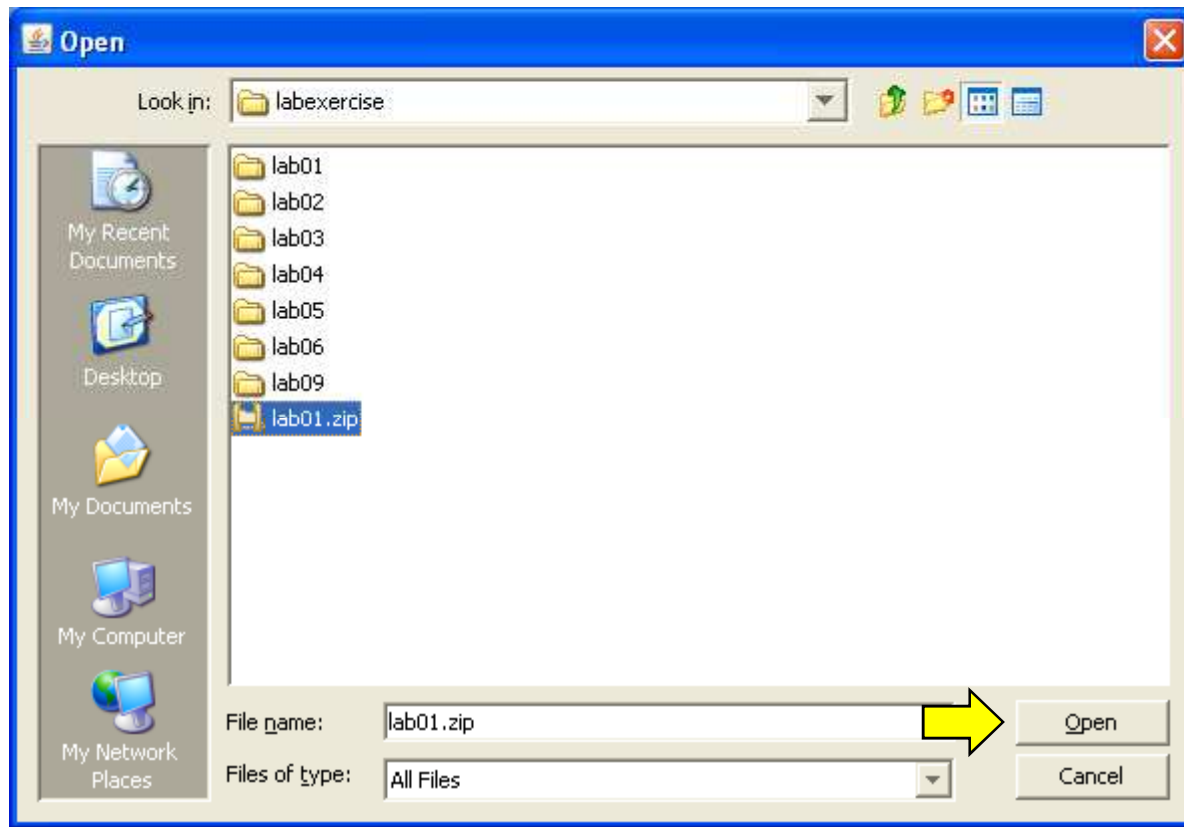 Open
Look in:
labexercise
My Recent
Documents
Desktop
My Documents
My Computer
My Network
Places
lab01
lab02
lab03
lab04
lab05
lab06
lab09
lab01.zip
File name:
lab01.zip
Open
Files of type:
All Files
Cancel